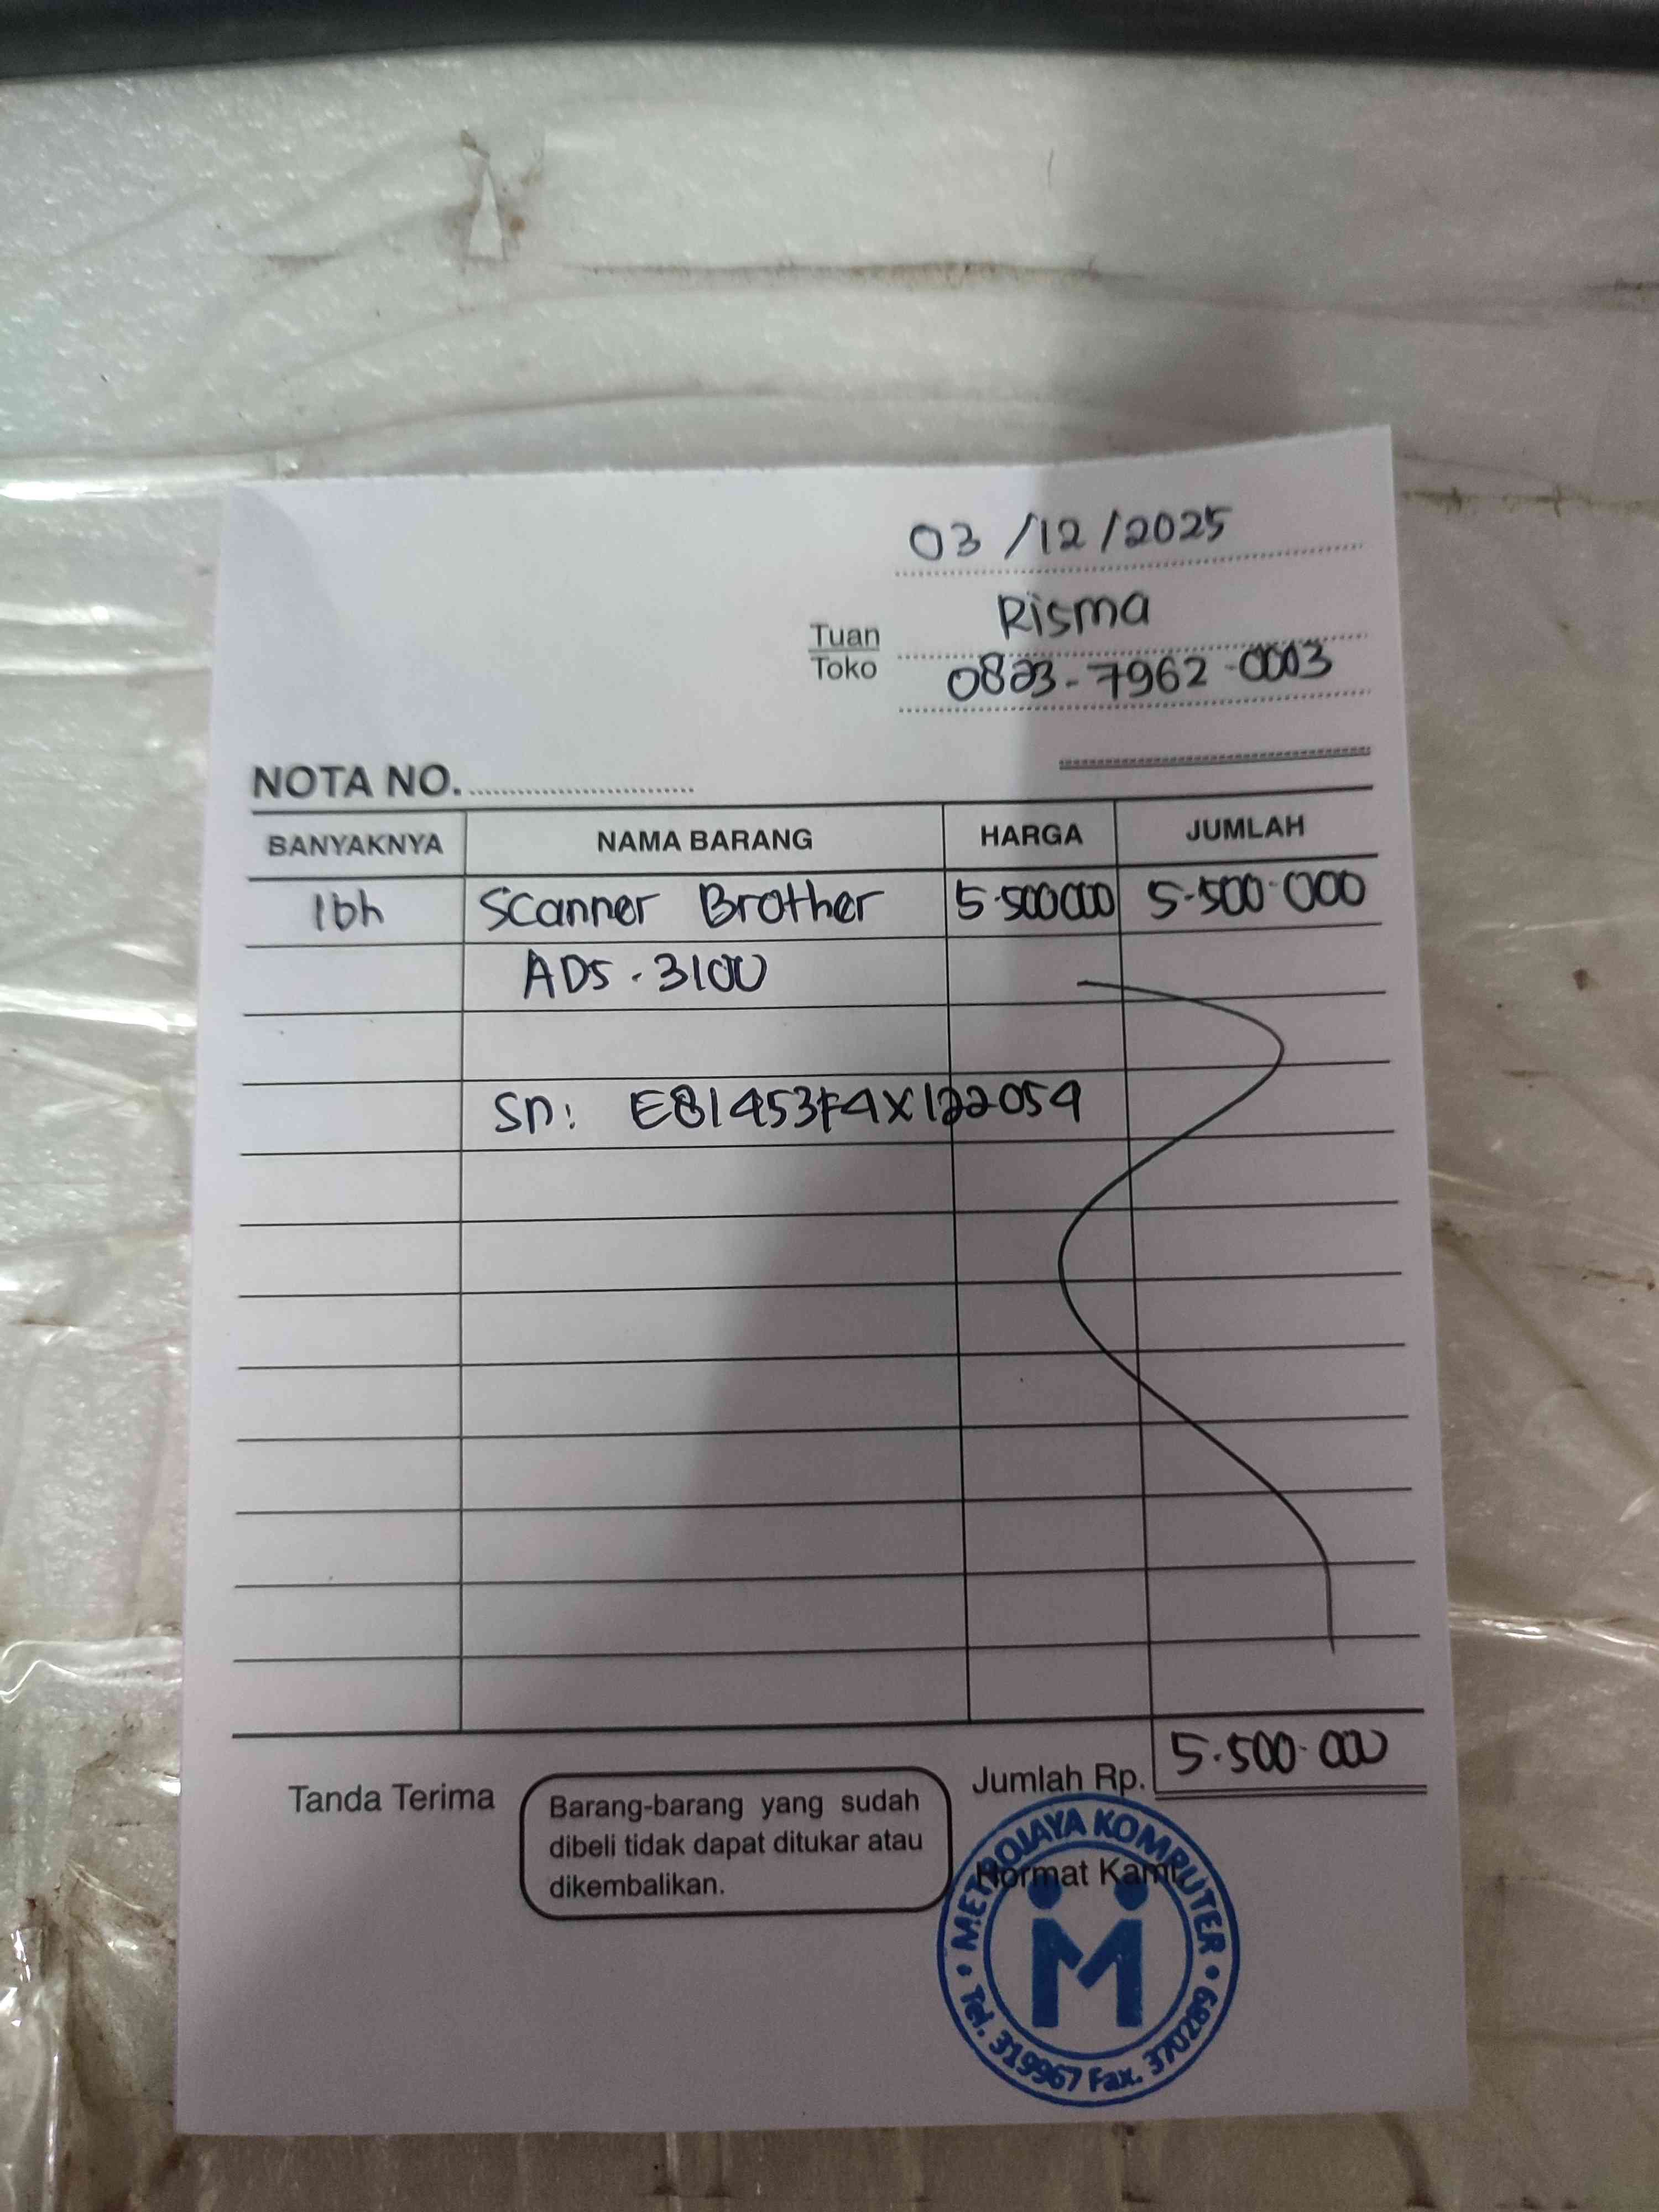 03/12/2025
Tuan Risma
Toko 0823-7962-0003
NOTA NO. ..............................
BANYAKNYA NAMA BARANG HARGA JUMLAH
1bh Scanner Brother 5.500000 5.500.000
ADS-3100
Sn: E81453F4X122054
Jumlah Rp. 5.500.000
Tanda Terima
Barang-barang yang sudah
dibeli tidak dapat ditukar atau
dikembalikan.
Hormat Kami,
METROJAYA KOMPUTER
M
Tel. 319967 Fax. 370289